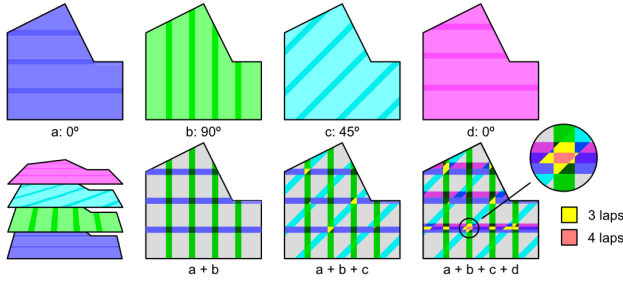 a: 0º
b: 90º
c: 45º
d: 0º
3 laps
4 laps
a + b
a + b + c
a + b + c + d